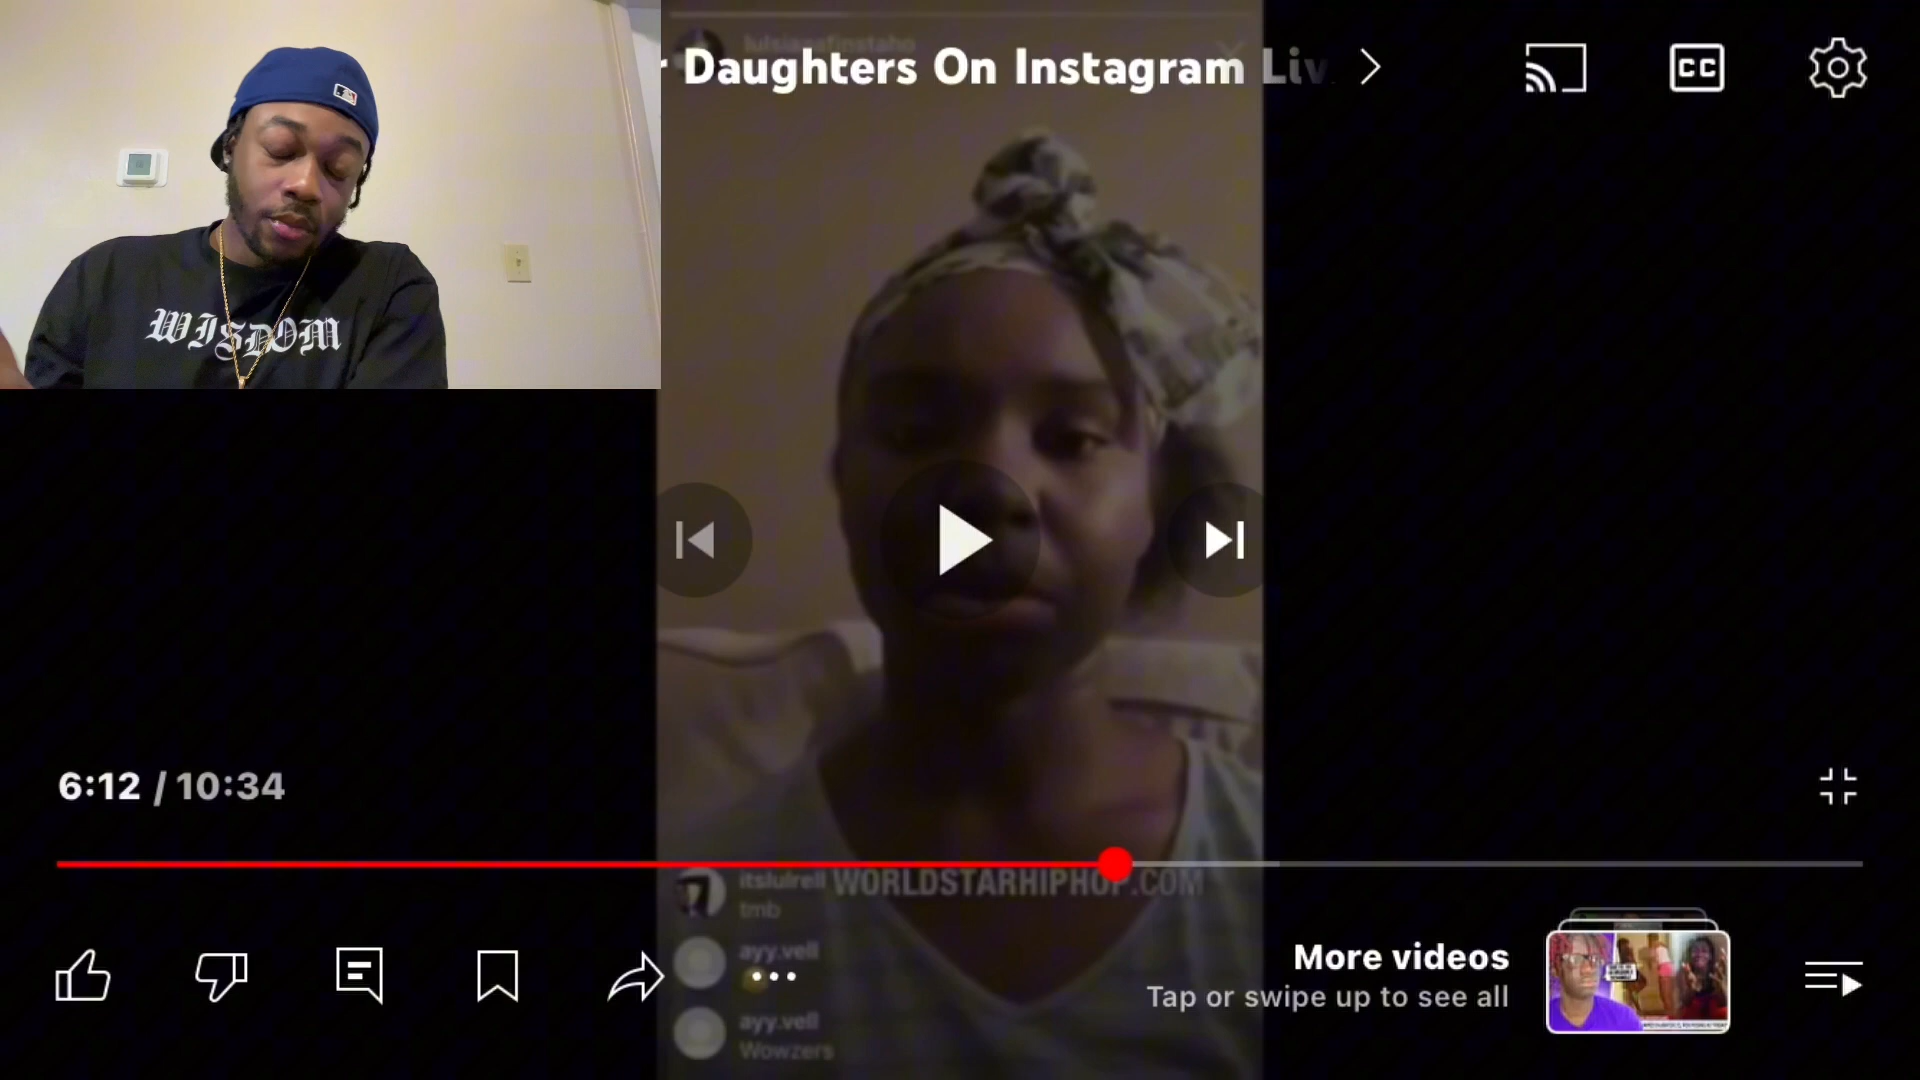 Daughters On Instagram Liv
CC
WISDOM
6:12 / 10:34
itslulrell
WORLDSTARHIPHOP.COM
tmb
ayy.vell
ayy.vell
Wowzers
More videos
Tap or swipe up to see all